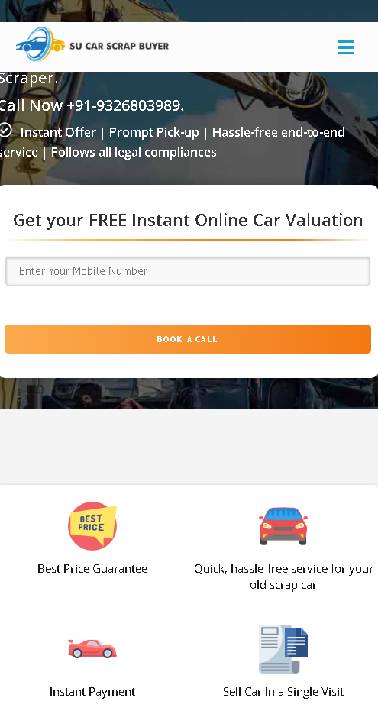 SU CAR SCRAP BUYER
Scraper.
Call Now +91-9326803989.
Instant Offer | Prompt Pick-up | Hassle-free end-to-end
service | Follows all legal compliances
Get your FREE Instant Online Car Valuation
Enter Your Mobile Number
BOOK A CALL
BEST
PRICE
Best Price Guarantee
Quick, hassle-free service for your
old scrap car
Instant Payment
Sell Car In a Single Visit